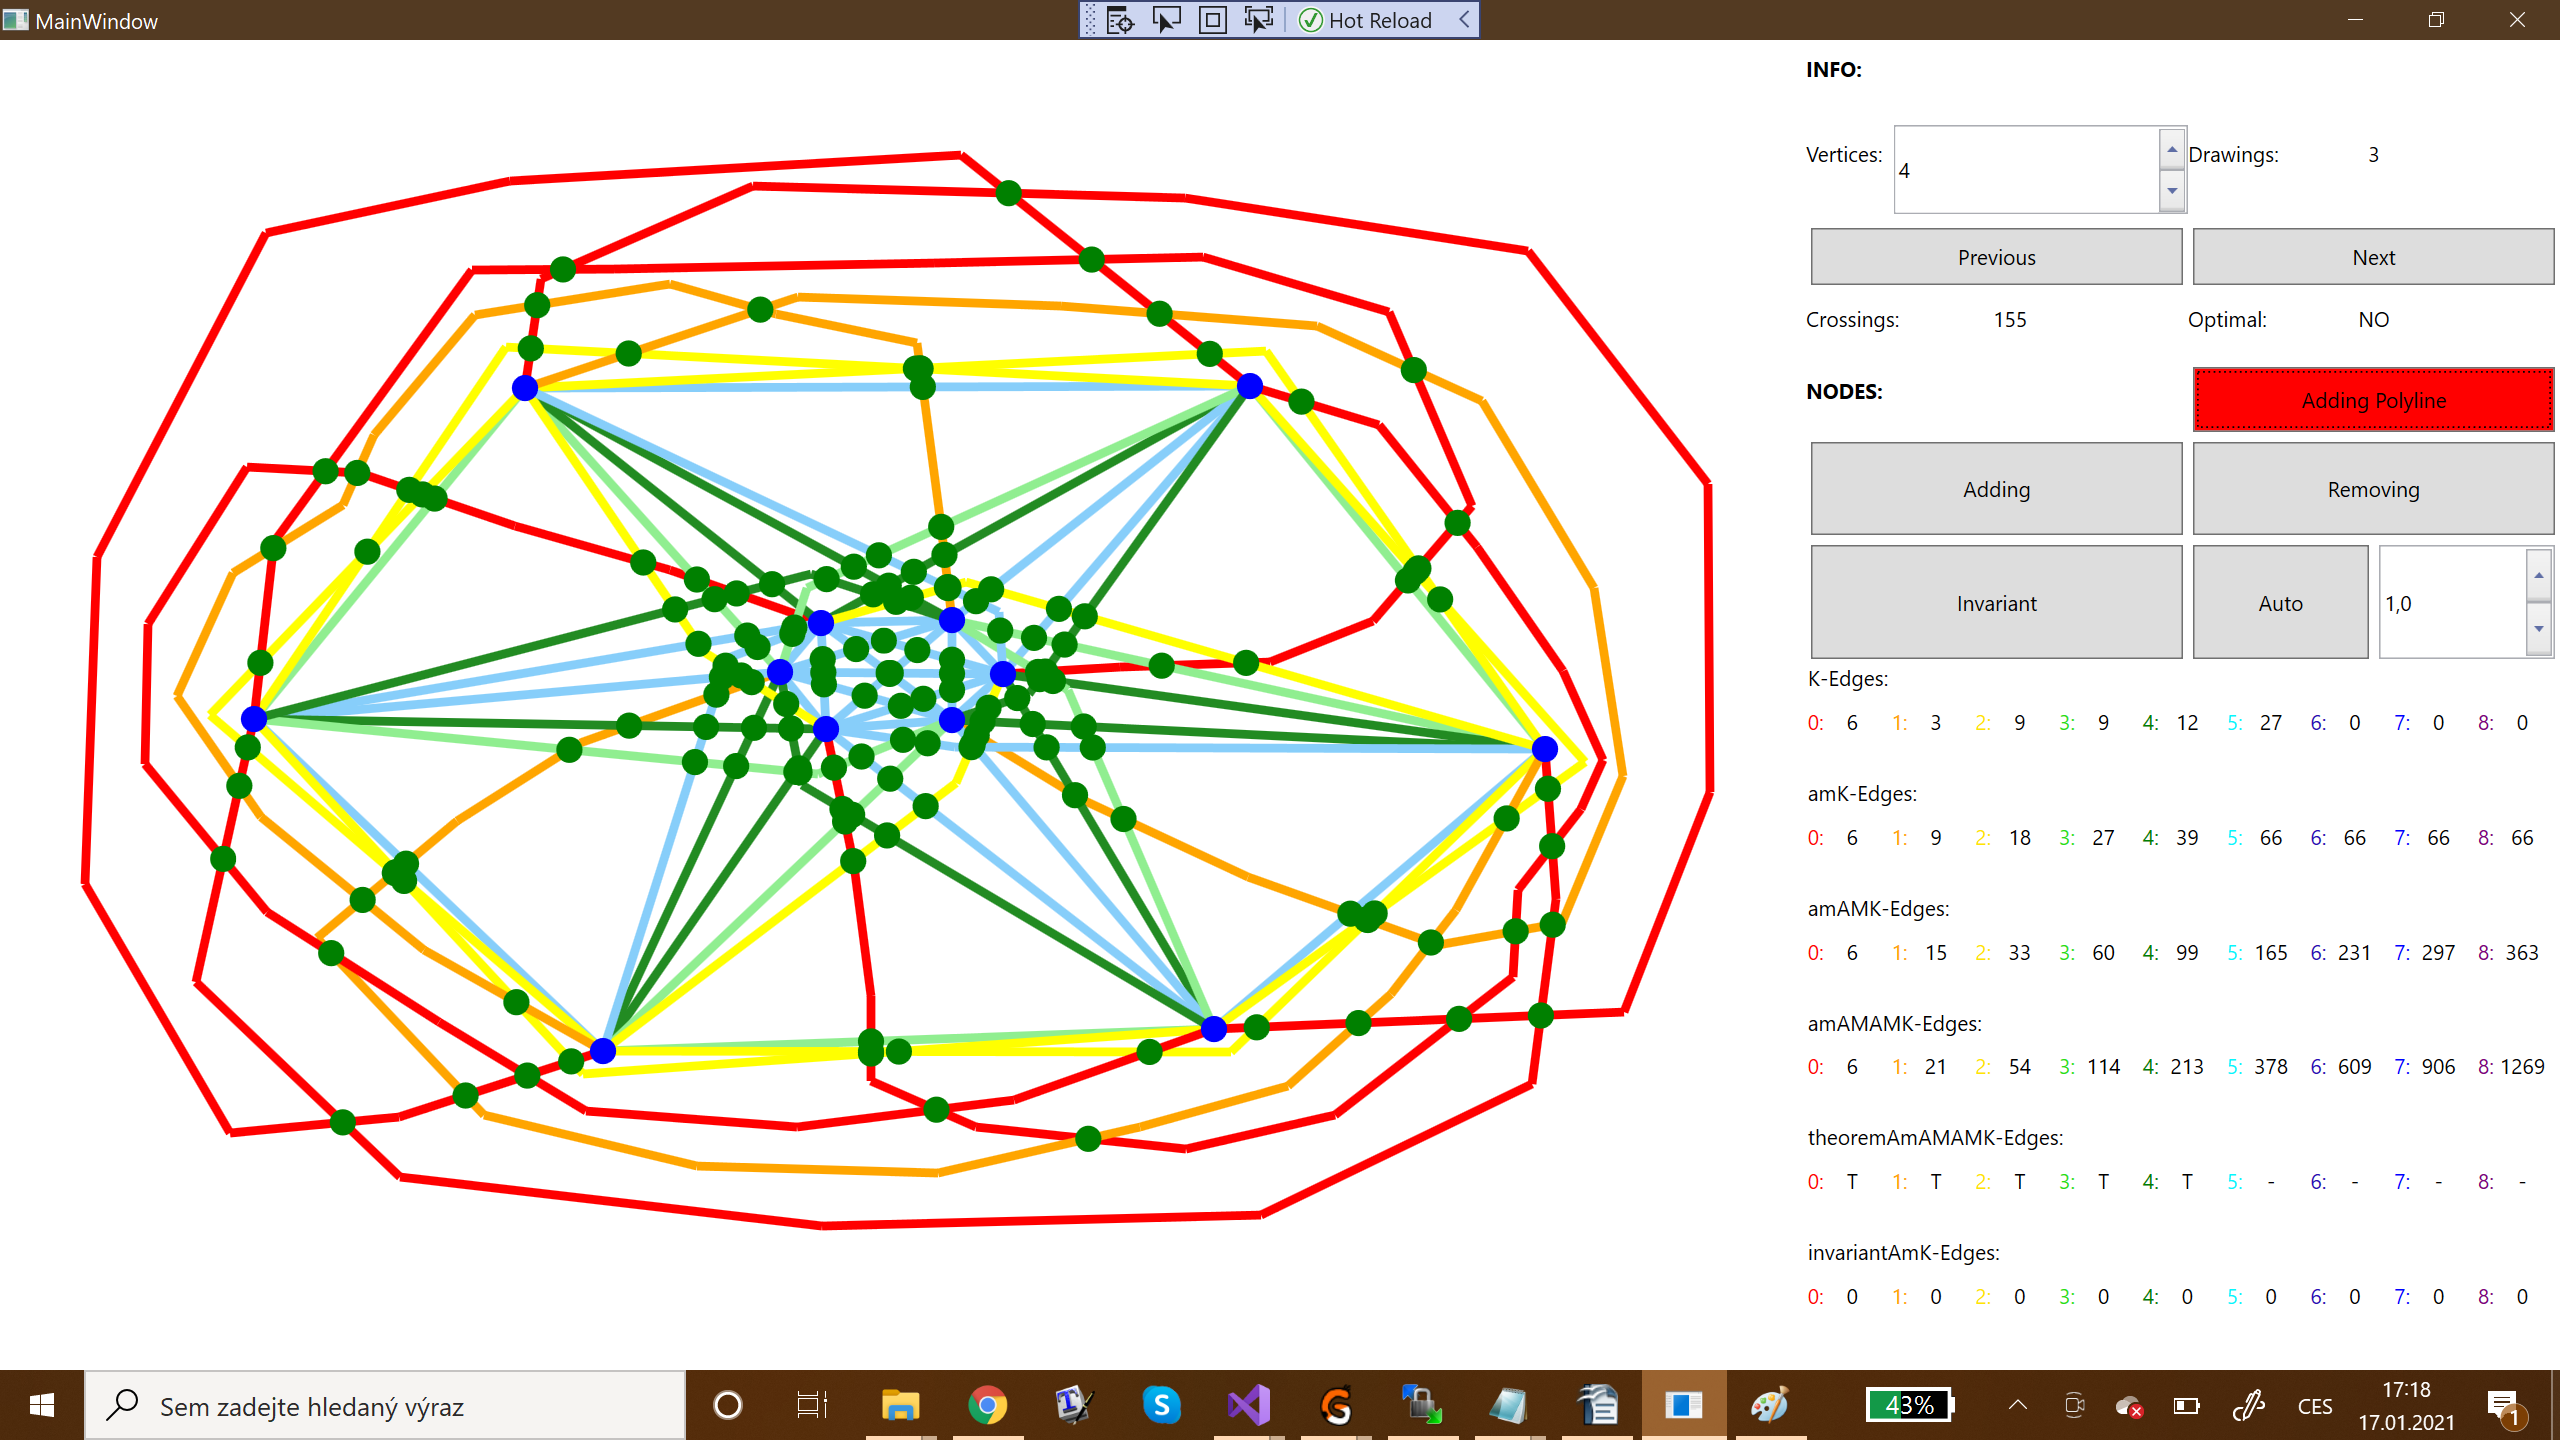 MainWindow
Hot Reload
INFO:
Vertices: 4 Drawings: 3
Previous Next
Crossings: 155 Optimal: NO
NODES: Adding Polyline
Adding Removing
Invariant Auto 1,0
K-Edges:
0: 6 1: 3 2: 9 3: 9 4: 12 5: 27 6: 0 7: 0 8: 0
amK-Edges:
0: 6 1: 9 2: 18 3: 27 4: 39 5: 66 6: 66 7: 66 8: 66
amAMK-Edges:
0: 6 1: 15 2: 33 3: 60 4: 99 5: 165 6: 231 7: 297 8: 363
amAMAMK-Edges:
0: 6 1: 21 2: 54 3: 114 4: 213 5: 378 6: 609 7: 906 8: 1269
theoremAmAMAMK-Edges:
0: T 1: T 2: T 3: T 4: T 5: - 6: - 7: - 8: -
invariantAmK-Edges:
0: 0 1: 0 2: 0 3: 0 4: 0 5: 0 6: 0 7: 0 8: 0
Sem zadejte hledaný výraz
43%
CES
17:18
17.01.2021
1